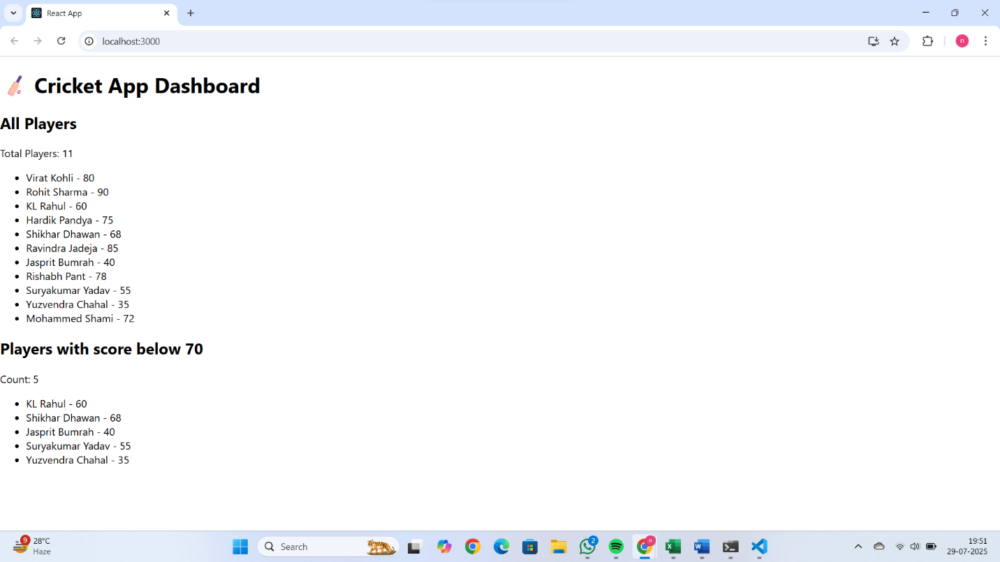 React App
localhost:3000
n
Cricket App Dashboard
All Players
Total Players: 11
Virat Kohli - 80
Rohit Sharma - 90
KL Rahul - 60
Hardik Pandya - 75
Shikhar Dhawan - 68
Ravindra Jadeja - 85
Jasprit Bumrah - 40
Rishabh Pant - 78
Suryakumar Yadav - 55
Yuzvendra Chahal - 35
Mohammed Shami - 72
Players with score below 70
Count: 5
KL Rahul - 60
Shikhar Dhawan - 68
Jasprit Bumrah - 40
Suryakumar Yadav - 55
Yuzvendra Chahal - 35
9
28°C
Haze
Search
2
n
19:51
29-07-2025